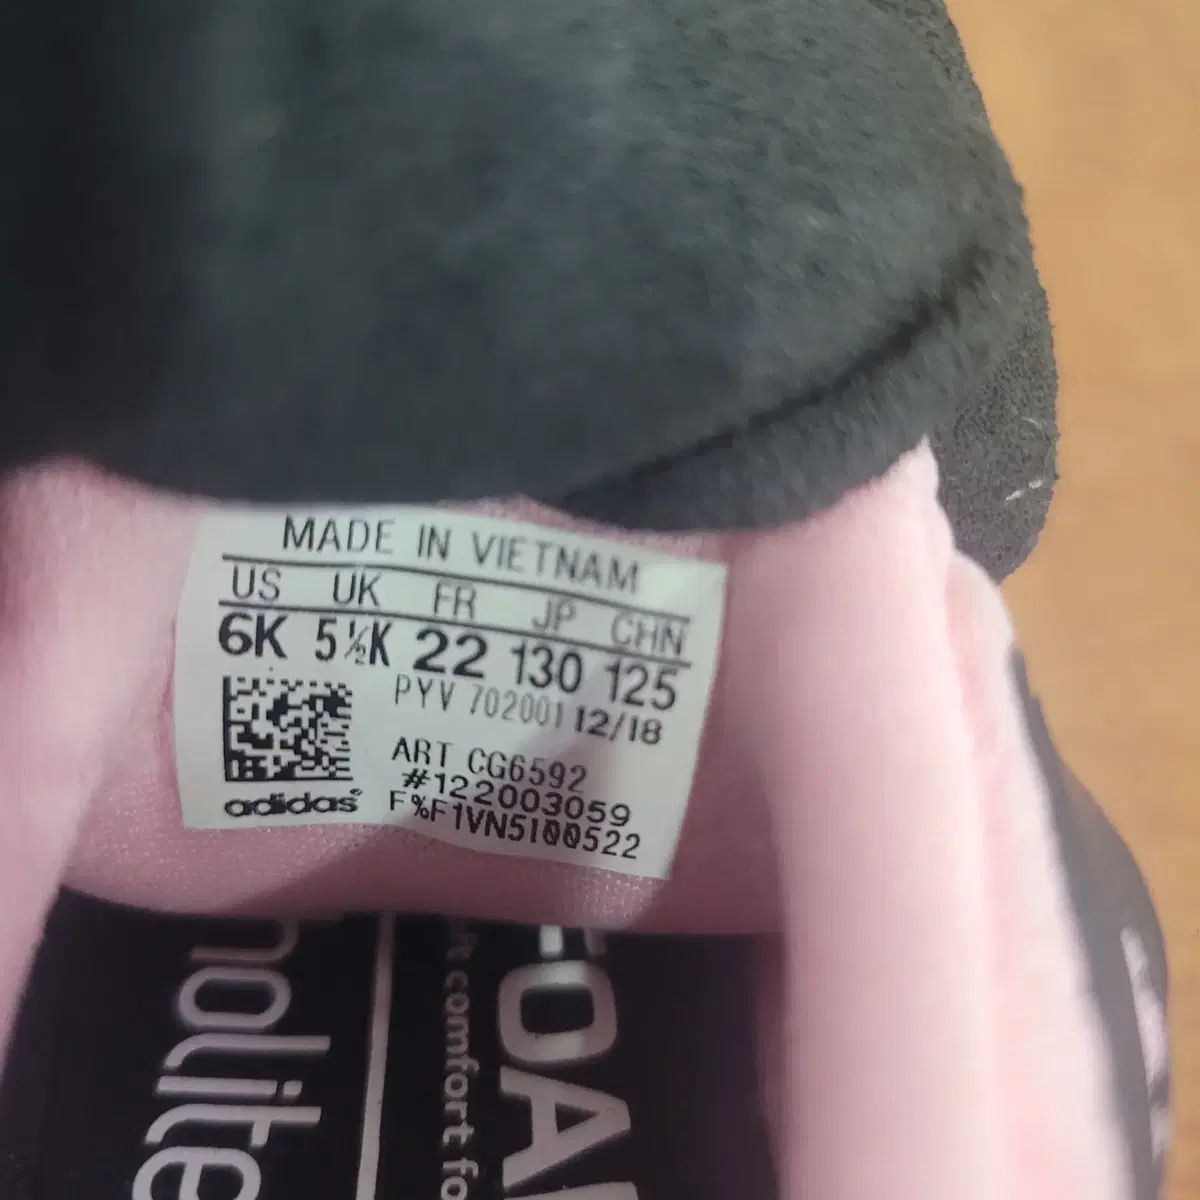 MADE IN VIETNAM
US UK FR JP CHN
6K 5½K 22 130 125
PYV 702001 12/18
ART CG6592
#122003059
F%F1VN5100522
adidas
comfort